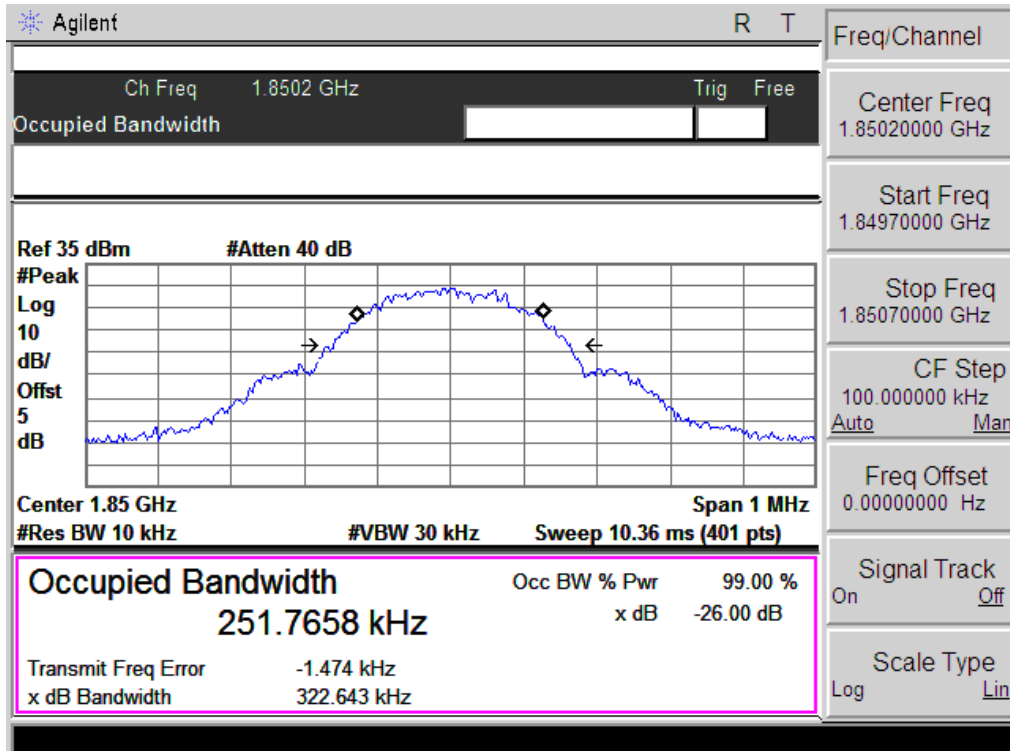 Agilent R T
Ch Freq 1.8502 GHz Trig Free
Occupied Bandwidth
Ref 35 dBm #Atten 40 dB
#Peak
Log
10
dB/
Offst
5
dB
Center 1.85 GHz Span 1 MHz
#Res BW 10 kHz #VBW 30 kHz Sweep 10.36 ms (401 pts)
Occupied Bandwidth Occ BW % Pwr 99.00 %
251.7658 kHz x dB -26.00 dB
Transmit Freq Error -1.474 kHz
x dB Bandwidth 322.643 kHz
Freq/Channel
Center Freq
1.85020000 GHz
Start Freq
1.84970000 GHz
Stop Freq
1.85070000 GHz
CF Step
100.000000 kHz
Auto Man
Freq Offset
0.00000000 Hz
Signal Track
On Off
Scale Type
Log Lin